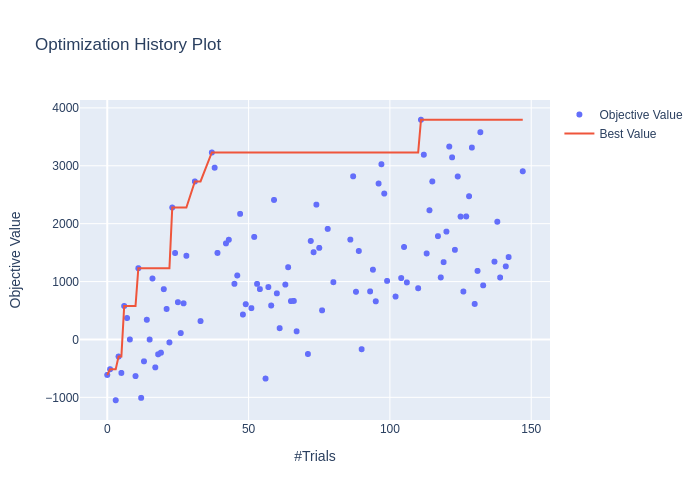 Optimization History Plot
Objective Value
Best Value
4000
3000
2000
1000
0
−1000
Objective Value
0
50
100
150
#Trials